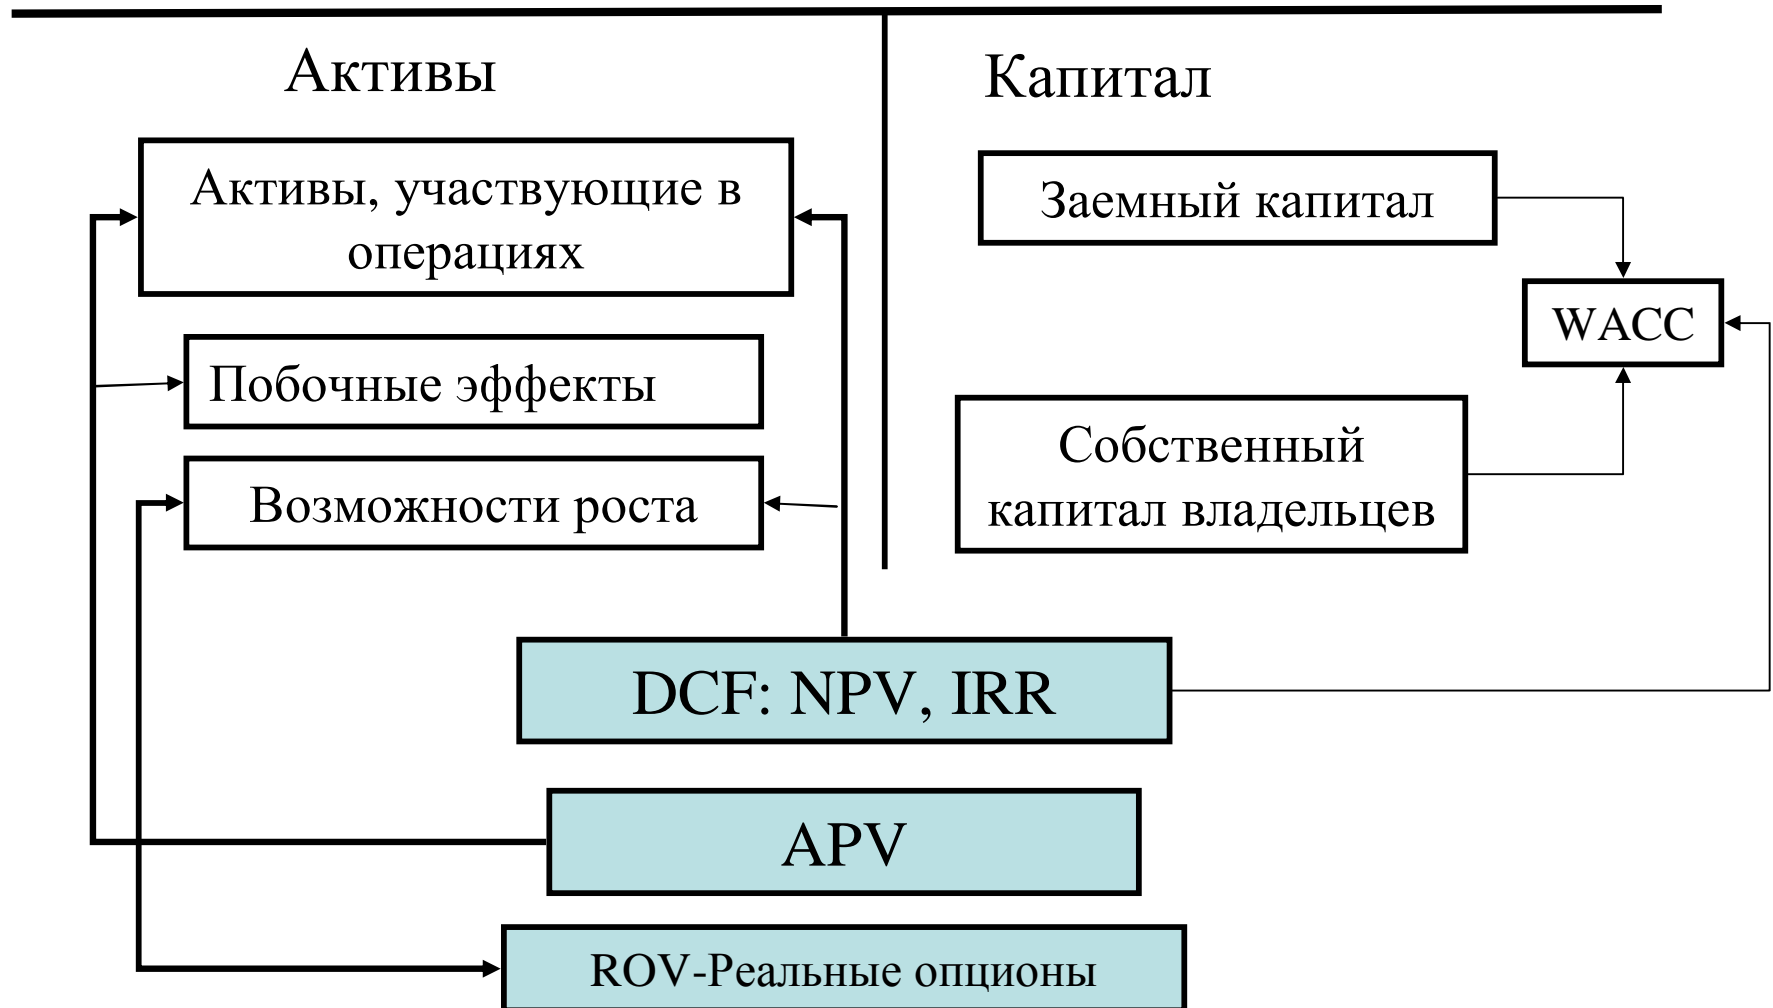 Активы
Капитал
Активы, участвующие в
операциях
Заемный капитал
WACC
Побочные эффекты
Собственный
капитал владельцев
Возможности роста
DCF: NPV, IRR
APV
ROV-Реальные опционы